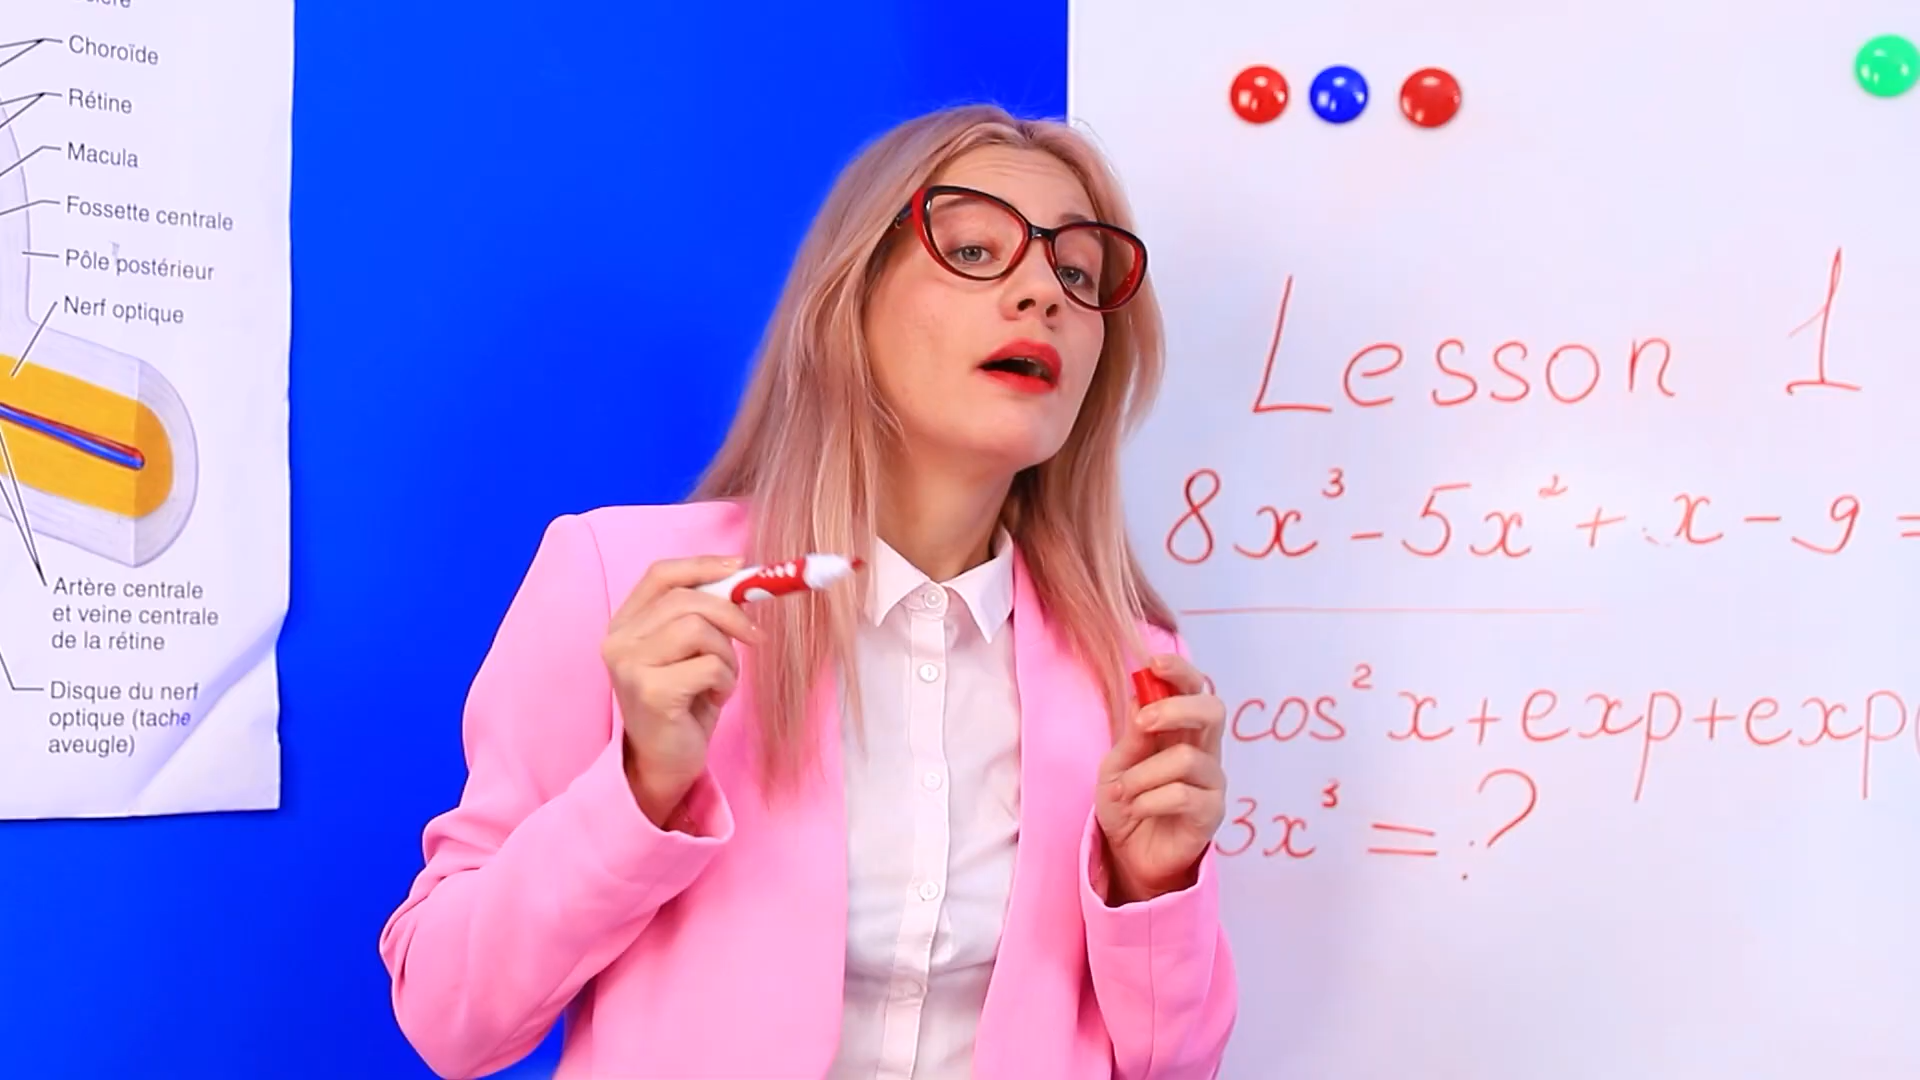 Choroïde
Rétine
Macula
Fossette centrale
Pôle postérieur
Nerf optique
Artère centrale
et veine centrale
de la rétine
Disque du nerf
optique (tache
aveugle)
Lesson 1
8x³-5x²+x-9=
cos²x+exp+exp(
3x³=?